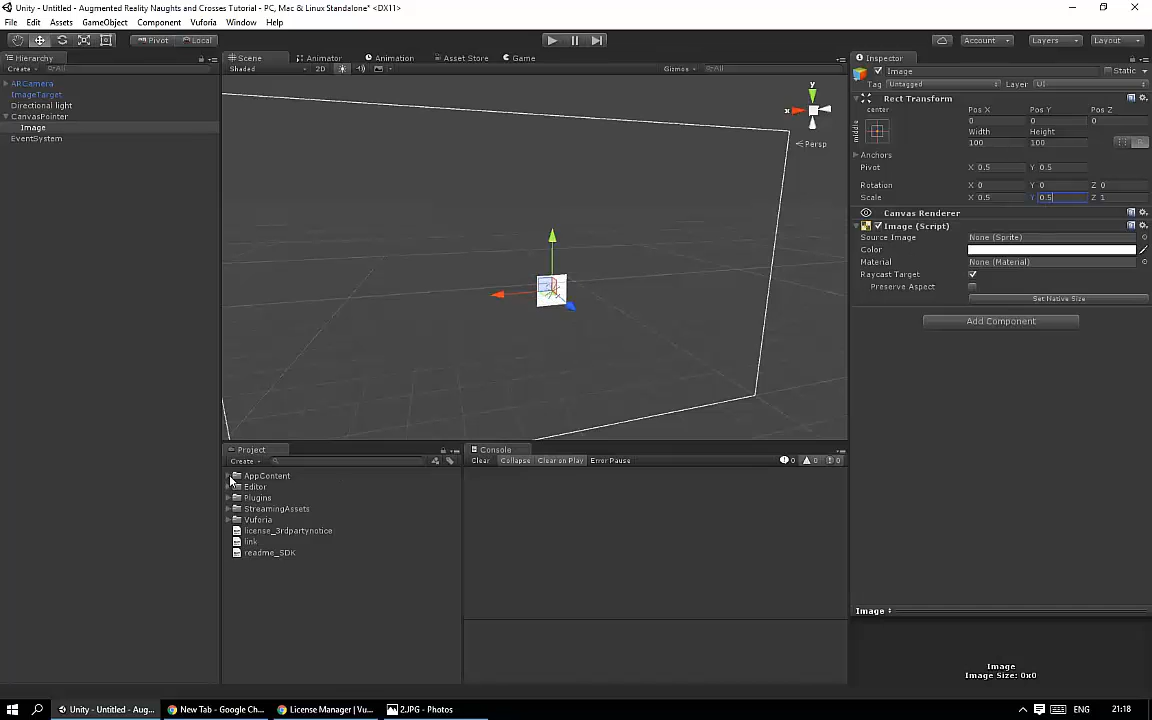 Unity - Untitled - Augmented Reality Naughts and Crosses Tutorial - PC, Mac & Linux Standalone* <DX11>
File Edit Assets GameObject Component Vuforia Window Help
Pivot Local Account Layers Layout
Hierarchy Scene Animator Animation Asset Store Game Inspector
Create All Shaded 2D Gizmos All Image Static
Tag Untagged Layer UI
ARCamera
ImageTarget
Directional light
CanvasPointer
Image
EventSystem
y
x
Persp
Rect Transform
center
middle
Pos X Pos Y Pos Z
0 0 0
Width Height
100 100
R
Anchors
Pivot X 0.5 Y 0.5
Rotation X 0 Y 0 Z 0
Scale X 0.5 Y 0.5 Z 1
Canvas Renderer
Image (Script)
Source Image None (Sprite)
Color
Material None (Material)
Raycast Target
Preserve Aspect
Set Native Size
Add Component
Project Console
Create Clear Collapse Clear on Play Error Pause 0 0 0
AppContent
Editor
Plugins
StreamingAssets
Vuforia
license_3rdpartynotice
link
readme_SDK
Image
Image
Image Size: 0x0
Unity - Untitled - Aug... New Tab - Google Ch... License Manager | Vu... 2.JPG - Photos ENG 21:18